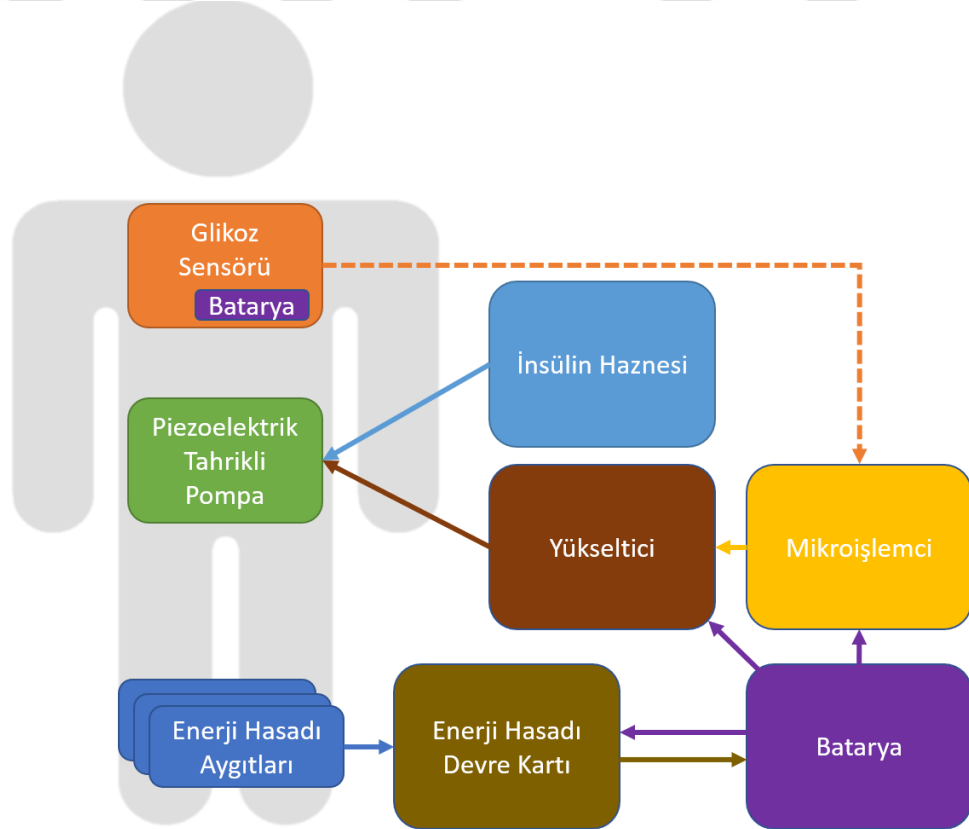 Glikoz
Sensörü
Batarya
İnsülin Haznesi
Piezoelektrik
Tahrikli
Pompa
Yükseltici
Mikroişlemci
Enerji Hasadı
Aygıtları
Enerji Hasadı
Devre Kartı
Batarya